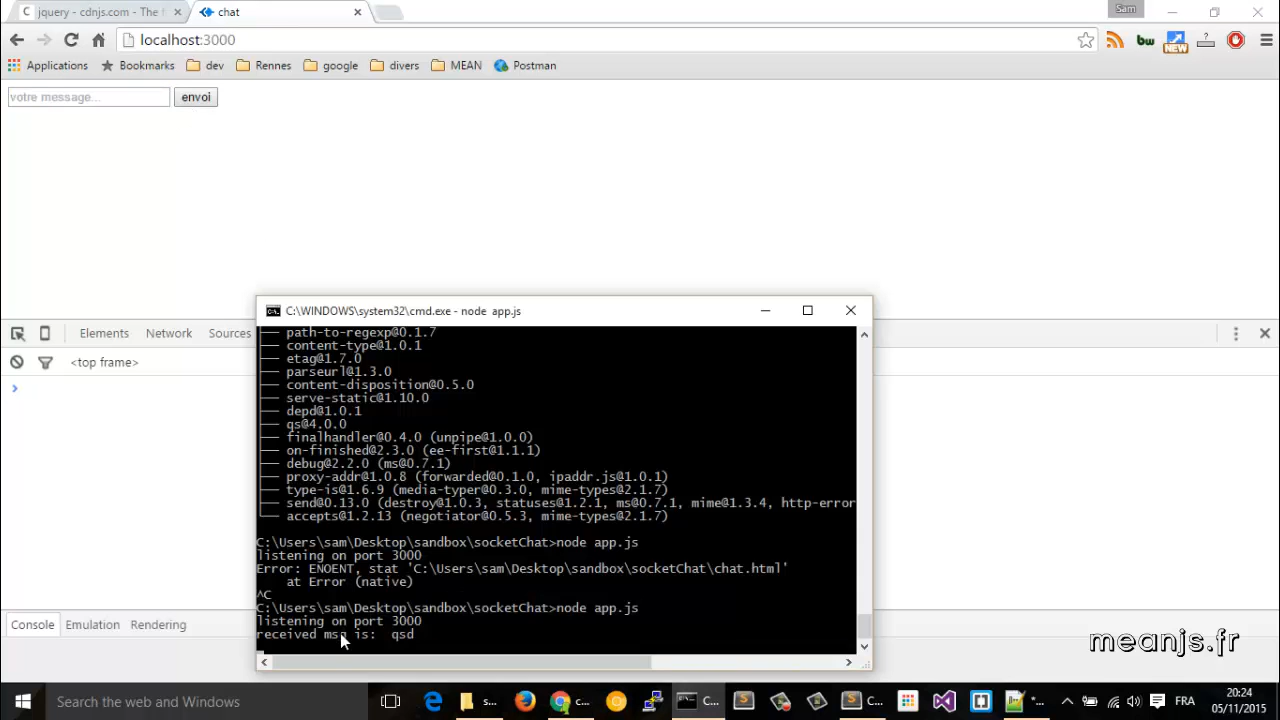 jquery - cdnjs.com - The
chat
Sam
localhost:3000
Applications
Bookmarks
dev
Rennes
google
divers
MEAN
Postman
NEW
bw
votre message...
envoi
Elements
Network
Sources
<top frame>
C:\WINDOWS\system32\cmd.exe - node app.js
path-to-regexp@0.1.7
content-type@1.0.1
etag@1.7.0
parseurl@1.3.0
content-disposition@0.5.0
serve-static@1.10.0
depd@1.0.1
qs@4.0.0
finalhandler@0.4.0 (unpipe@1.0.0)
on-finished@2.3.0 (ee-first@1.1.1)
debug@2.2.0 (ms@0.7.1)
proxy-addr@1.0.8 (forwarded@0.1.0, ipaddr.js@1.0.1)
type-is@1.6.9 (media-typer@0.3.0, mime-types@2.1.7)
send@0.13.0 (destroy@1.0.3, statuses@1.2.1, ms@0.7.1, mime@1.3.4, http-error
accepts@1.2.13 (negotiator@0.5.3, mime-types@2.1.7)
C:\Users\sam\Desktop\sandbox\socketChat>node app.js
listening on port 3000
Error: ENOENT, stat 'C:\Users\sam\Desktop\sandbox\socketChat\chat.html'
at Error (native)
^C
C:\Users\sam\Desktop\sandbox\socketChat>node app.js
listening on port 3000
received msg is: qsd
Console
Emulation
Rendering
meanjs.fr
Search the web and Windows
s...
c...
C...
C...
FRA
20:24
05/11/2015